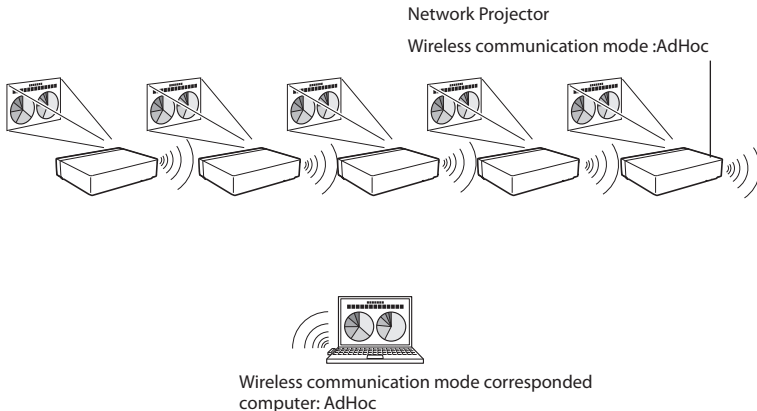 Network Projector
Wireless communication mode :AdHoc
Wireless communication mode corresponded
computer: AdHoc